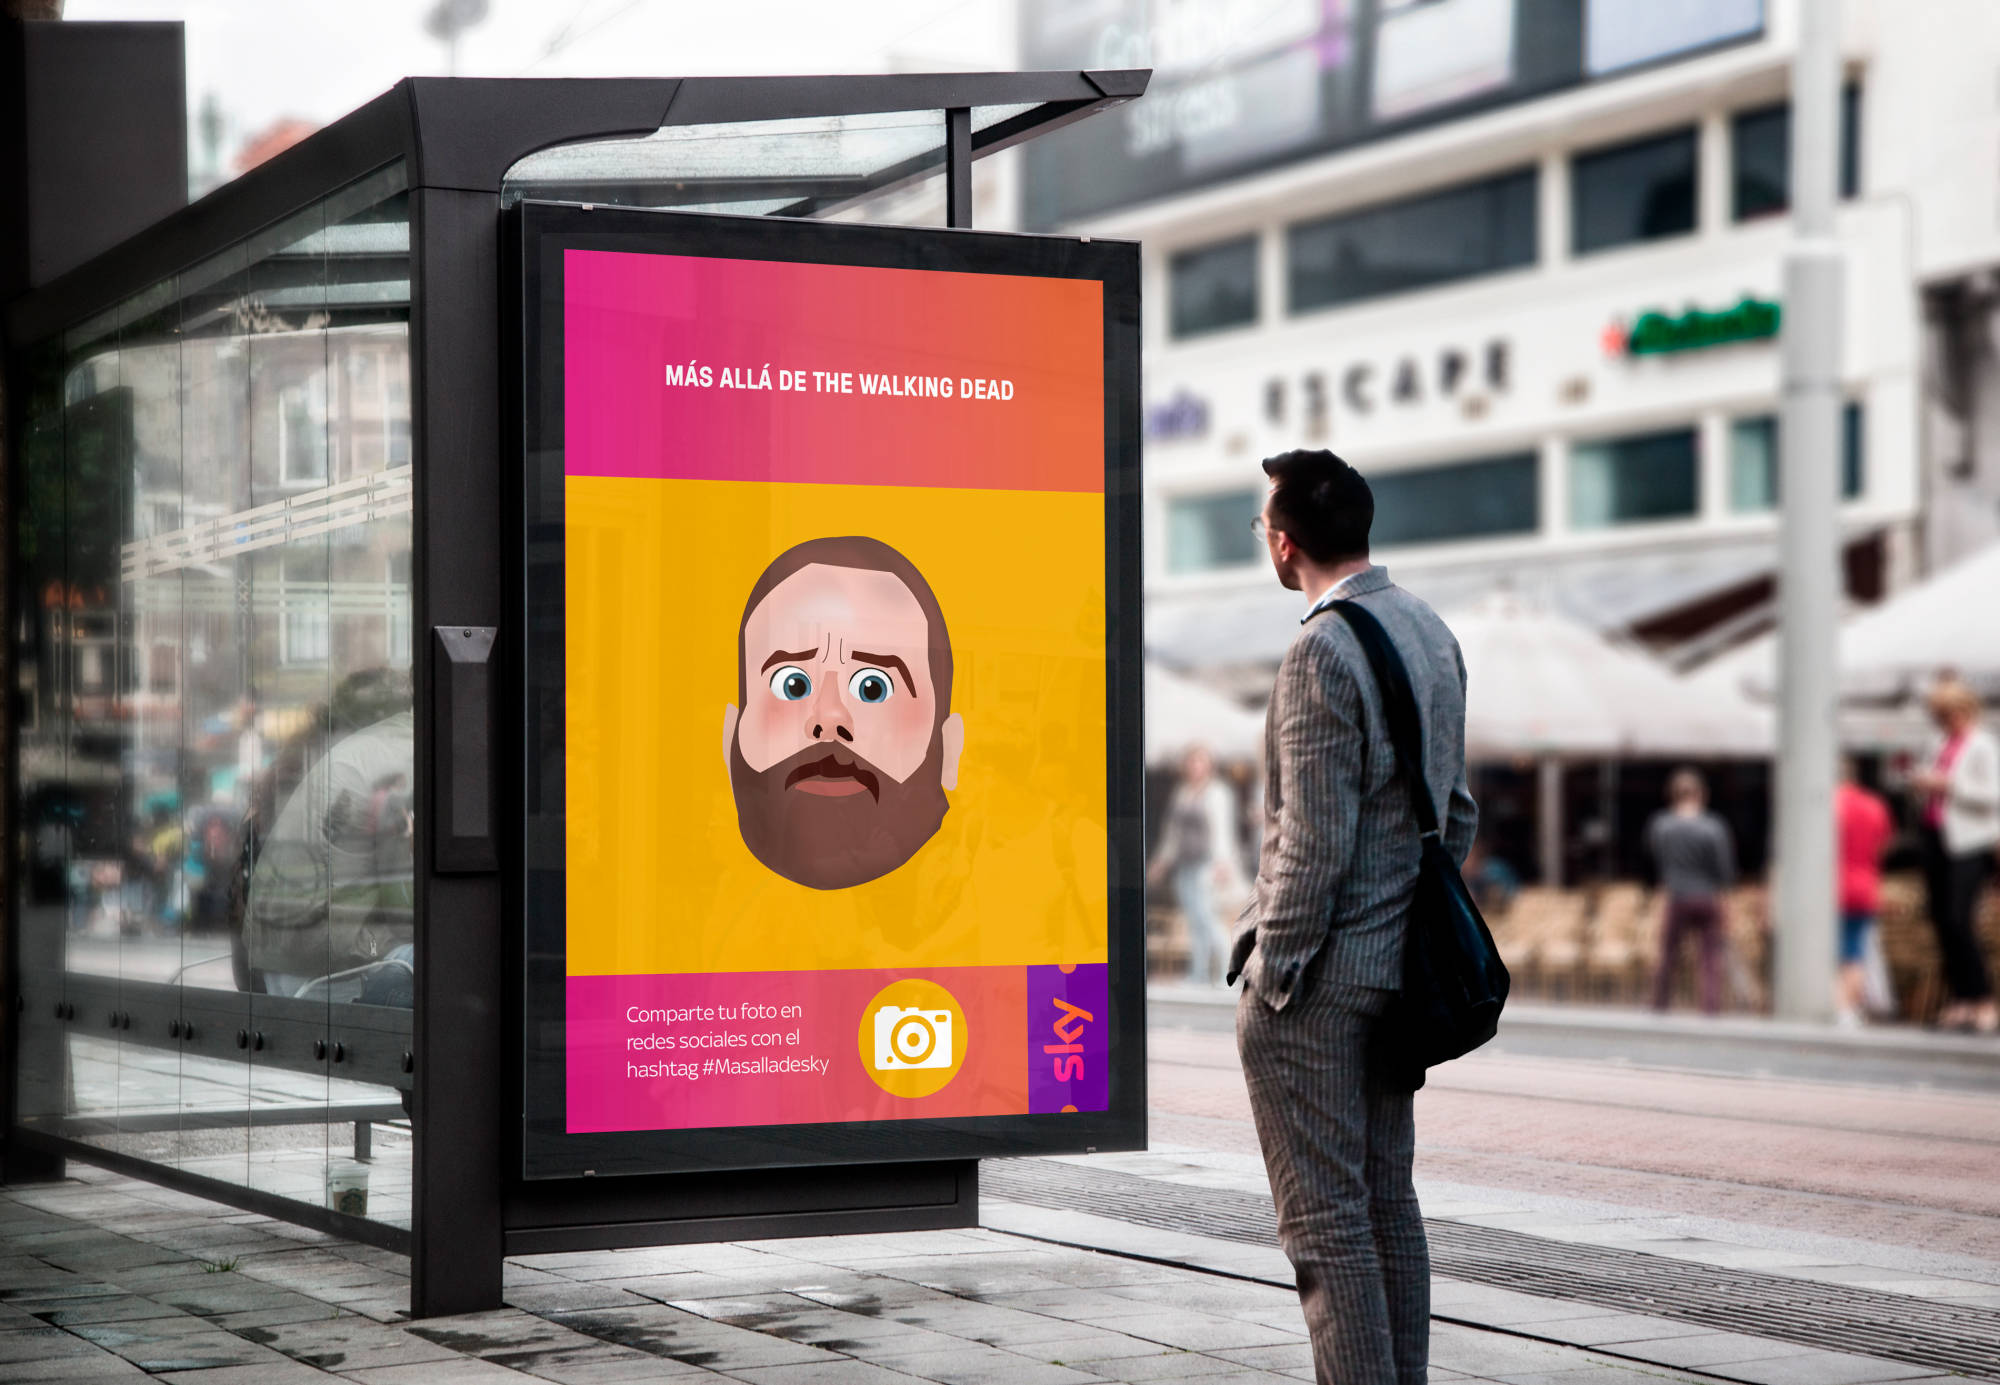 MÁS ALLÁ DE THE WALKING DEAD
Comparte tu foto en
redes sociales con el
hashtag #Masalladesky
sky
ESCAPE